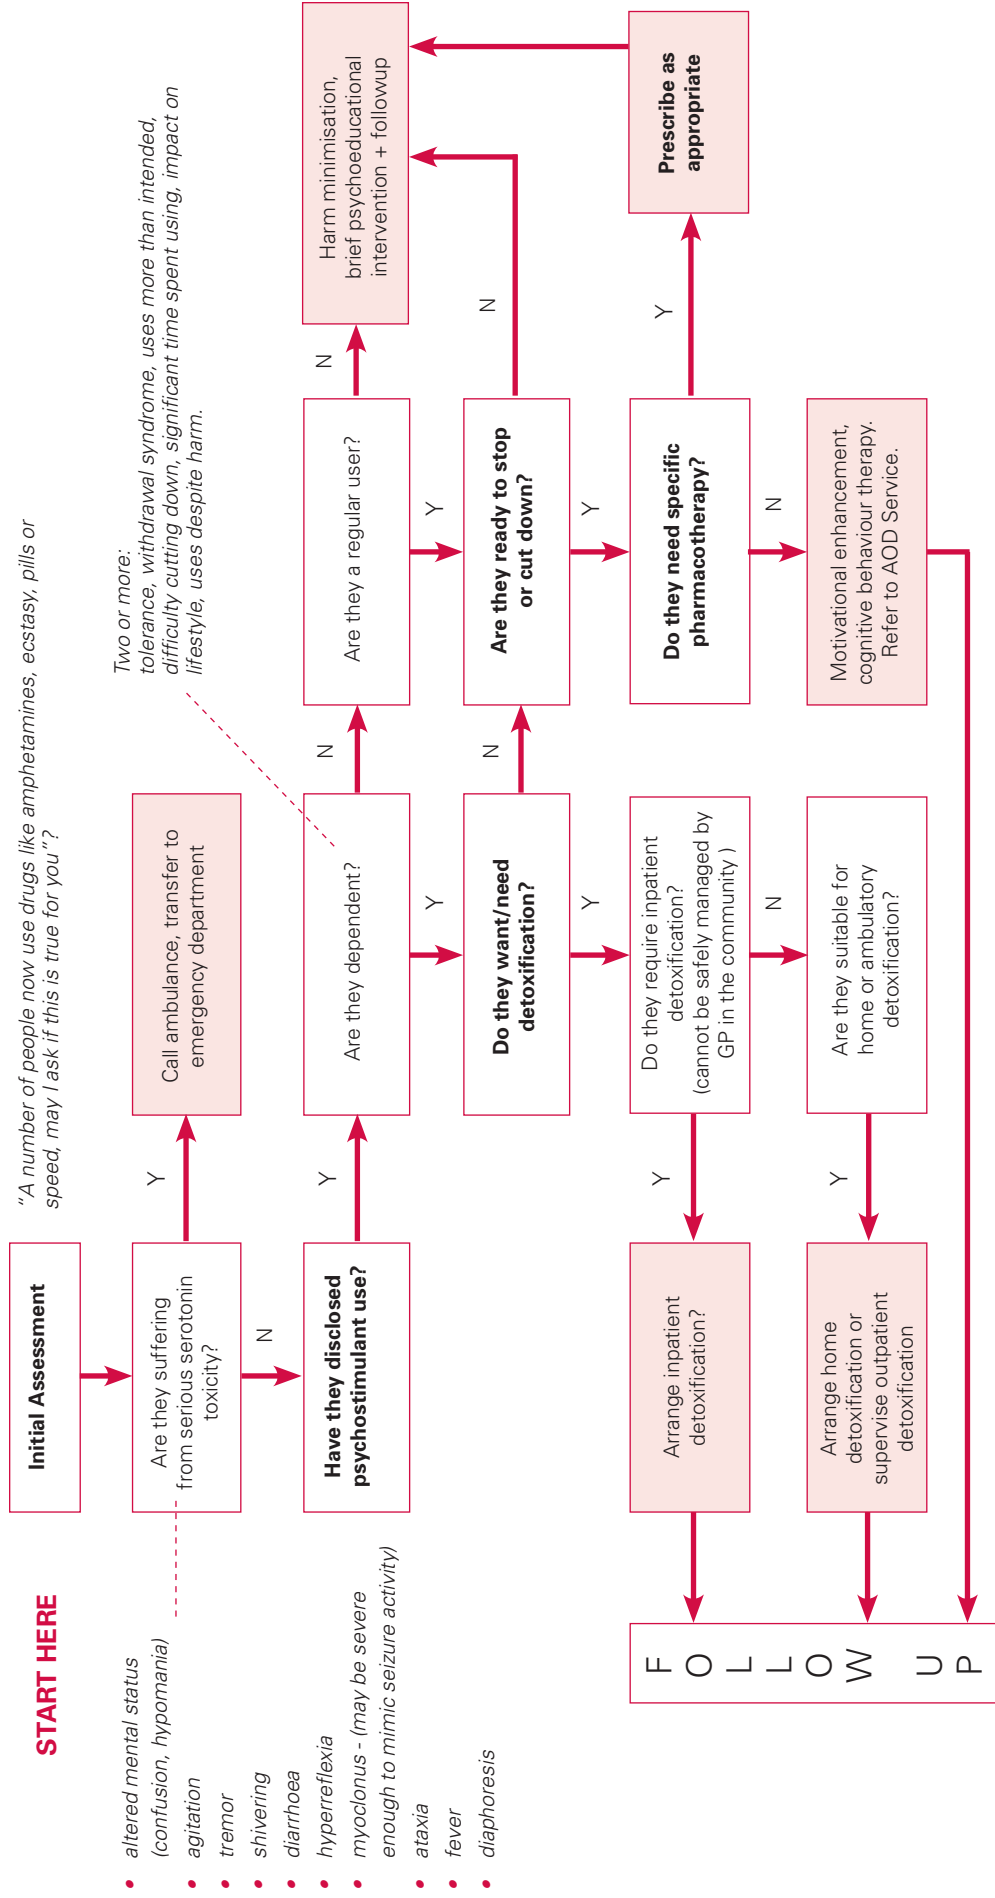 START HERE
Initial Assessment
"A number of people now use drugs like amphetamines, ecstasy, pills or
speed, may I ask if this is true for you"?
• altered mental status
(confusion, hypomania)
• agitation
• tremor
• shivering
• diarrhoea
• hyperreflexia
• myoclonus - (may be severe
enough to mimic seizure activity)
• ataxia
• fever
• diaphoresis
Are they suffering
from serious serotonin
toxicity?
Y
Call ambulance, transfer to
emergency department
N
Two or more:
tolerance, withdrawal syndrome, uses more than intended,
difficulty cutting down, significant time spent using, impact on
lifestyle, uses despite harm.
Have they disclosed
psychostimulant use?
Y
Are they dependent?
N
Are they a regular user?
N
Harm minimisation,
brief psychoeducational
intervention + followup
Y
Y
Do they want/need
detoxification?
N
Are they ready to stop
or cut down?
N
Y
Y
Arrange inpatient
detoxification?
Y
Do they require inpatient
detoxification?
(cannot be safely managed by
GP in the community )
Do they need specific
pharmacotherapy?
Y
Prescribe as
appropriate
N
N
Arrange home
detoxification or
supervise outpatient
detoxification
Y
Are they suitable for
home or ambulatory
detoxification?
Motivational enhancement,
cognitive behaviour therapy.
Refer to AOD Service.
F
O
L
L
O
W
U
P